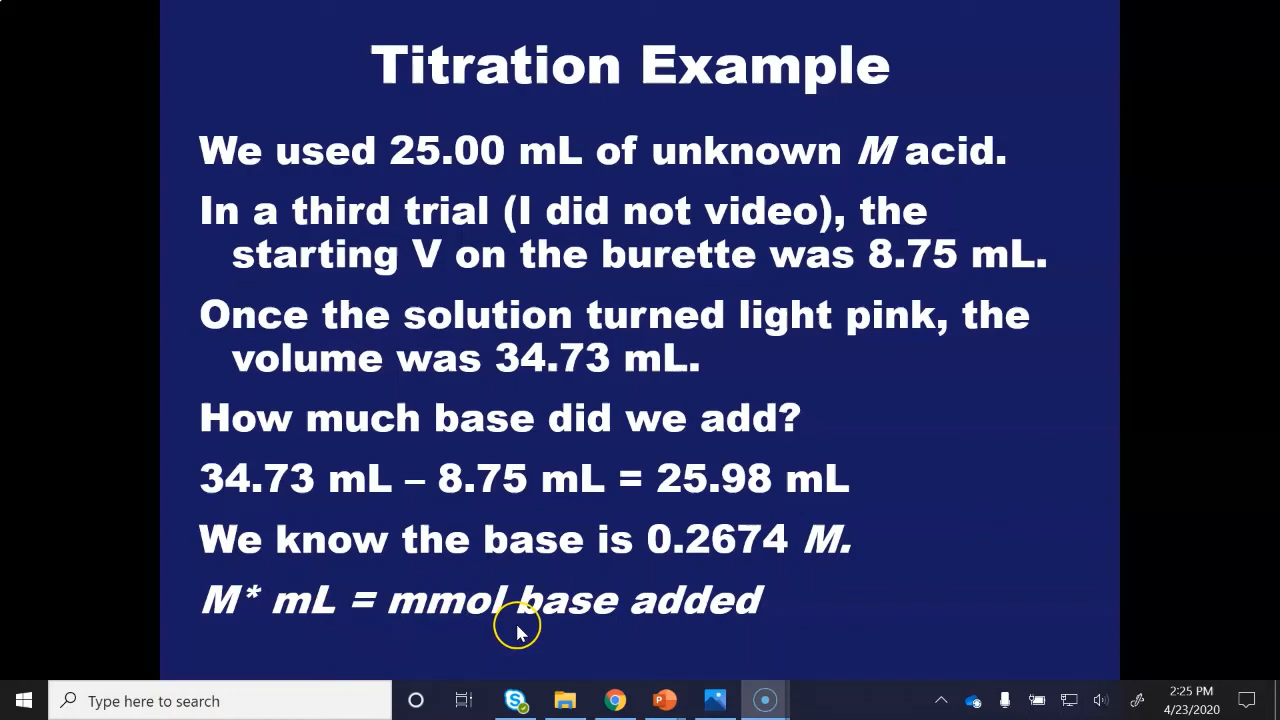 Titration Example
We used 25.00 mL of unknown M acid.
In a third trial (I did not video), the
starting V on the burette was 8.75 mL.
Once the solution turned light pink, the
volume was 34.73 mL.
How much base did we add?
34.73 mL – 8.75 mL = 25.98 mL
We know the base is 0.2674 M.
M* mL = mmol base added
Type here to search
2:25 PM
4/23/2020